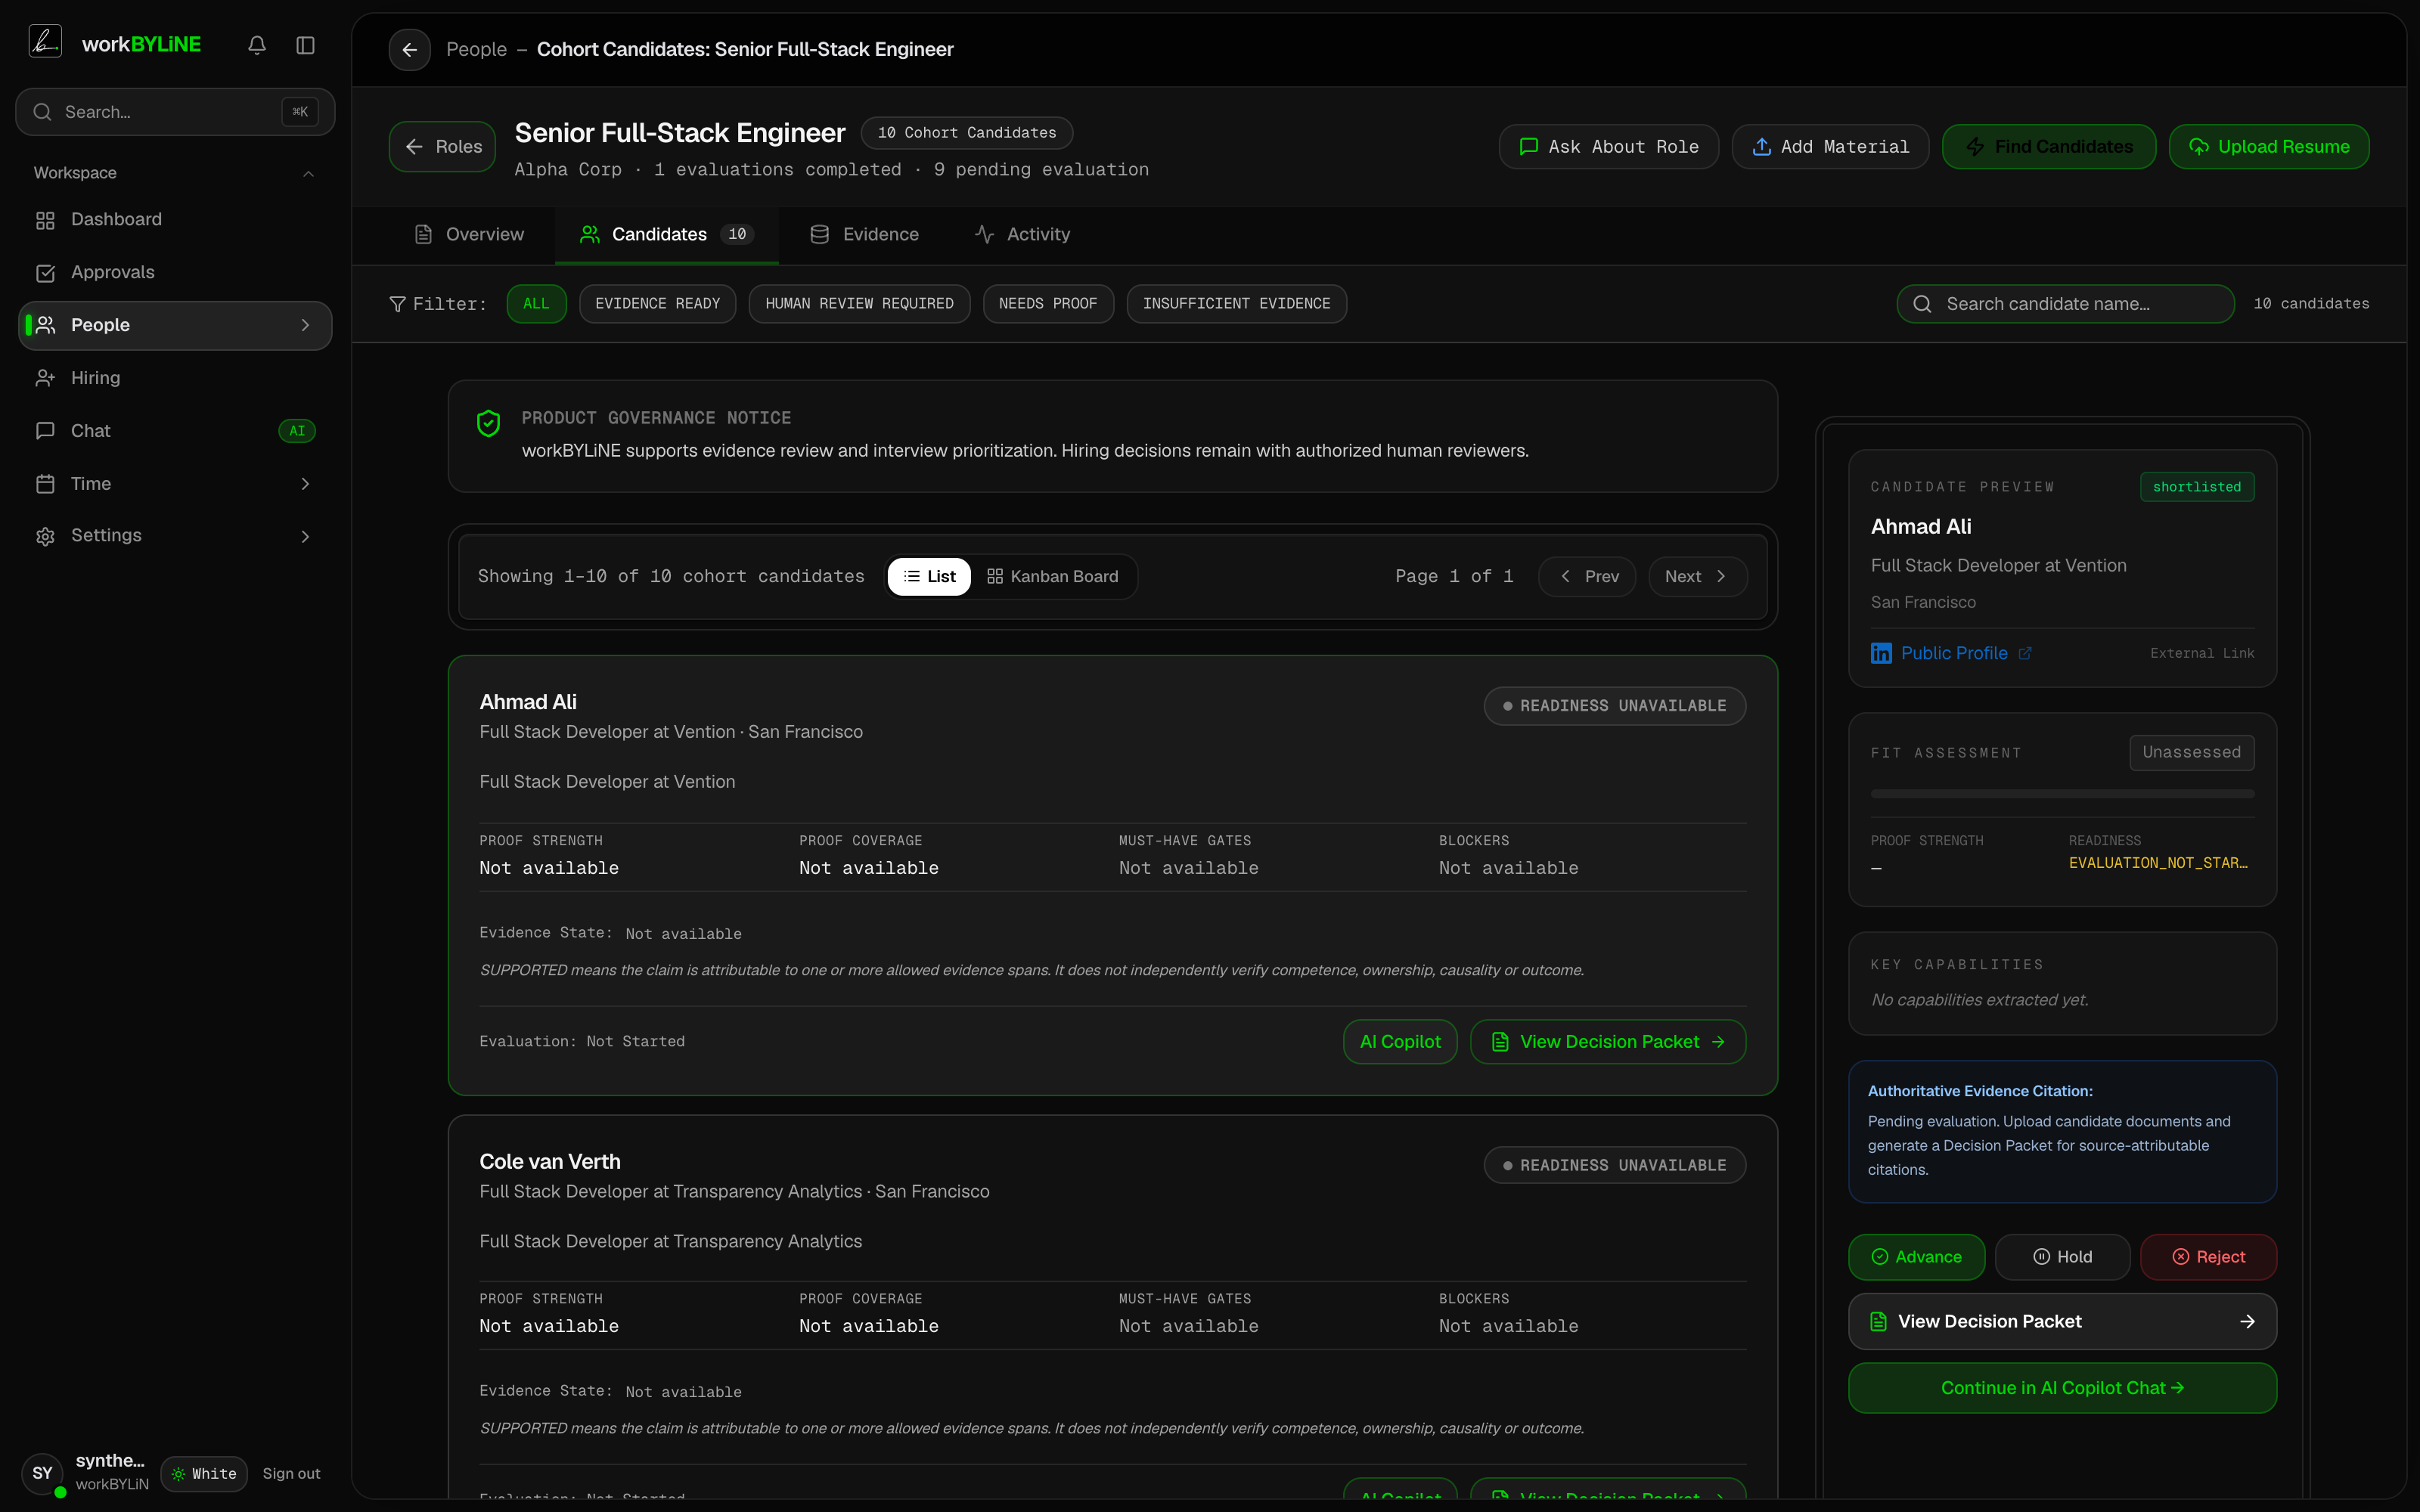 workBYLiNE
Search...
⌘K
Workspace
Dashboard
Approvals
People
Hiring
Chat
AI
Time
Settings
SY
synthe...
workBYLiN
White
Sign out
People – Cohort Candidates: Senior Full-Stack Engineer
Roles
Senior Full-Stack Engineer
10 Cohort Candidates
Alpha Corp · 1 evaluations completed · 9 pending evaluation
Ask About Role
Add Material
Find Candidates
Upload Resume
Overview
Candidates 10
Evidence
Activity
Filter:
ALL
EVIDENCE READY
HUMAN REVIEW REQUIRED
NEEDS PROOF
INSUFFICIENT EVIDENCE
Search candidate name...
10 candidates
PRODUCT GOVERNANCE NOTICE
workBYLiNE supports evidence review and interview prioritization. Hiring decisions remain with authorized human reviewers.
Showing 1-10 of 10 cohort candidates
List
Kanban Board
Page 1 of 1
Prev
Next
Ahmad Ali
READINESS UNAVAILABLE
Full Stack Developer at Vention · San Francisco
Full Stack Developer at Vention
PROOF STRENGTH
Not available
PROOF COVERAGE
Not available
MUST-HAVE GATES
Not available
BLOCKERS
Not available
Evidence State: Not available
SUPPORTED means the claim is attributable to one or more allowed evidence spans. It does not independently verify competence, ownership, causality or outcome.
Evaluation: Not Started
AI Copilot
View Decision Packet →
Cole van Verth
READINESS UNAVAILABLE
Full Stack Developer at Transparency Analytics · San Francisco
Full Stack Developer at Transparency Analytics
PROOF STRENGTH
Not available
PROOF COVERAGE
Not available
MUST-HAVE GATES
Not available
BLOCKERS
Not available
Evidence State: Not available
SUPPORTED means the claim is attributable to one or more allowed evidence spans. It does not independently verify competence, ownership, causality or outcome.
Evaluation: Not Started
AI Copilot
View Decision Packet
CANDIDATE PREVIEW
shortlisted
Ahmad Ali
Full Stack Developer at Vention
San Francisco
in Public Profile
External Link
FIT ASSESSMENT
Unassessed
PROOF STRENGTH
–
READINESS
EVALUATION_NOT_STAR…
KEY CAPABILITIES
No capabilities extracted yet.
Authoritative Evidence Citation:
Pending evaluation. Upload candidate documents and
generate a Decision Packet for source-attributable
citations.
Advance
Hold
Reject
View Decision Packet →
Continue in AI Copilot Chat →